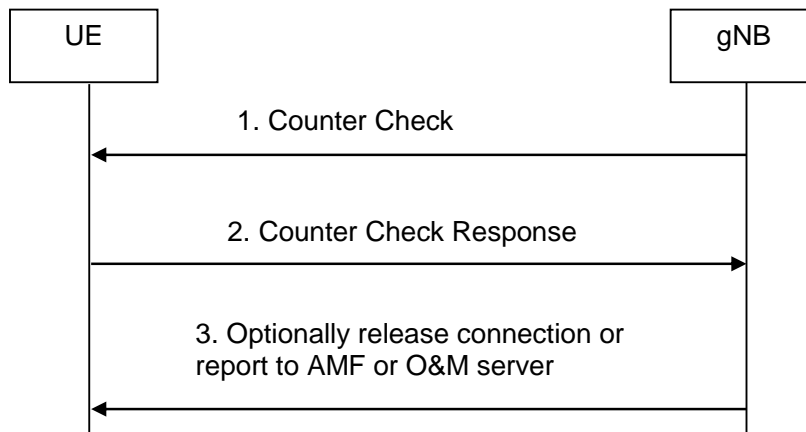 UE
gNB
1. Counter Check
2. Counter Check Response
3. Optionally release connection or
report to AMF or O&M server